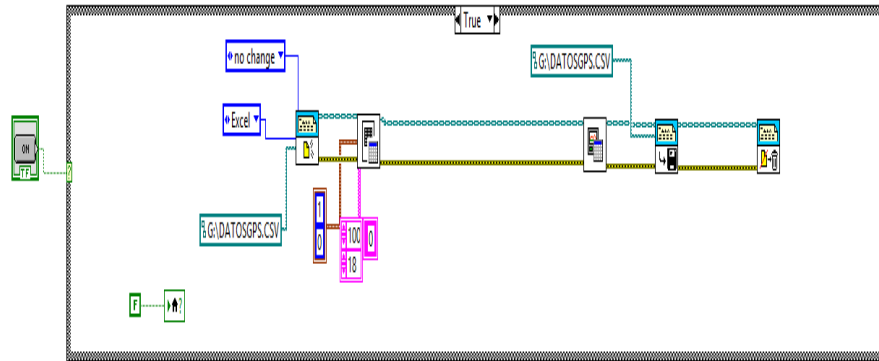 True
no change
G:\DATOSGPS.CSV
Excel
ON
TF
?
G:\DATOSGPS.CSV
1
0
100
0
18
F
?